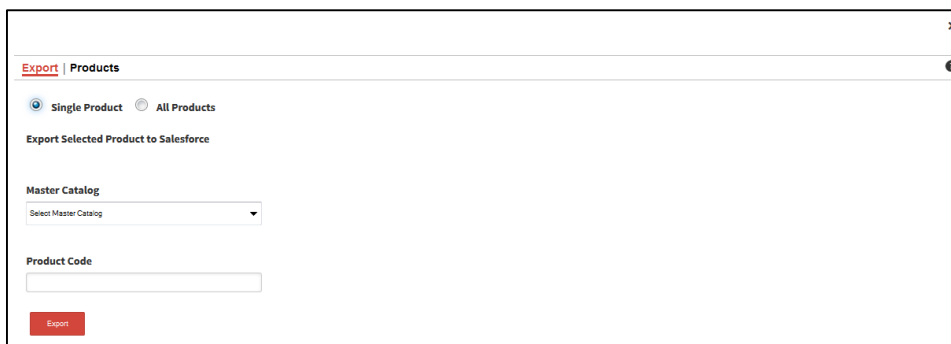 Export | Products
Single Product All Products
Export Selected Product to Salesforce
Master Catalog
Select Master Catalog
Product Code
Export